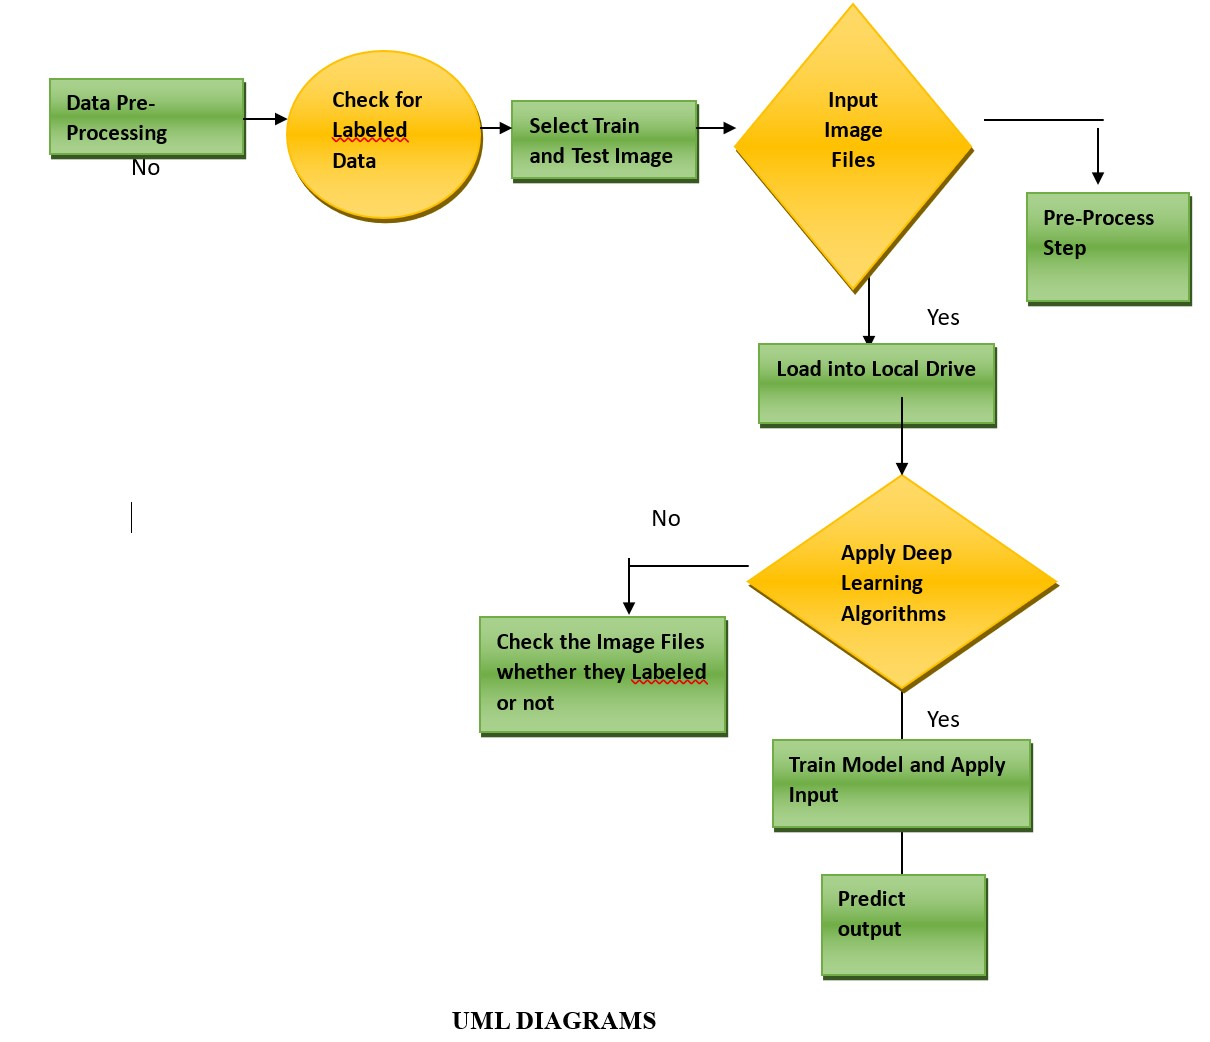 Data Pre-
Processing
No
Check for
Labeled
Data
Select Train
and Test Image
Input
Image
Files
Pre-Process
Step
Yes
Load into Local Drive
No
Apply Deep
Learning
Algorithms
Check the Image Files
whether they Labeled
or not
Yes
Train Model and Apply
Input
Predict
output
UML DIAGRAMS